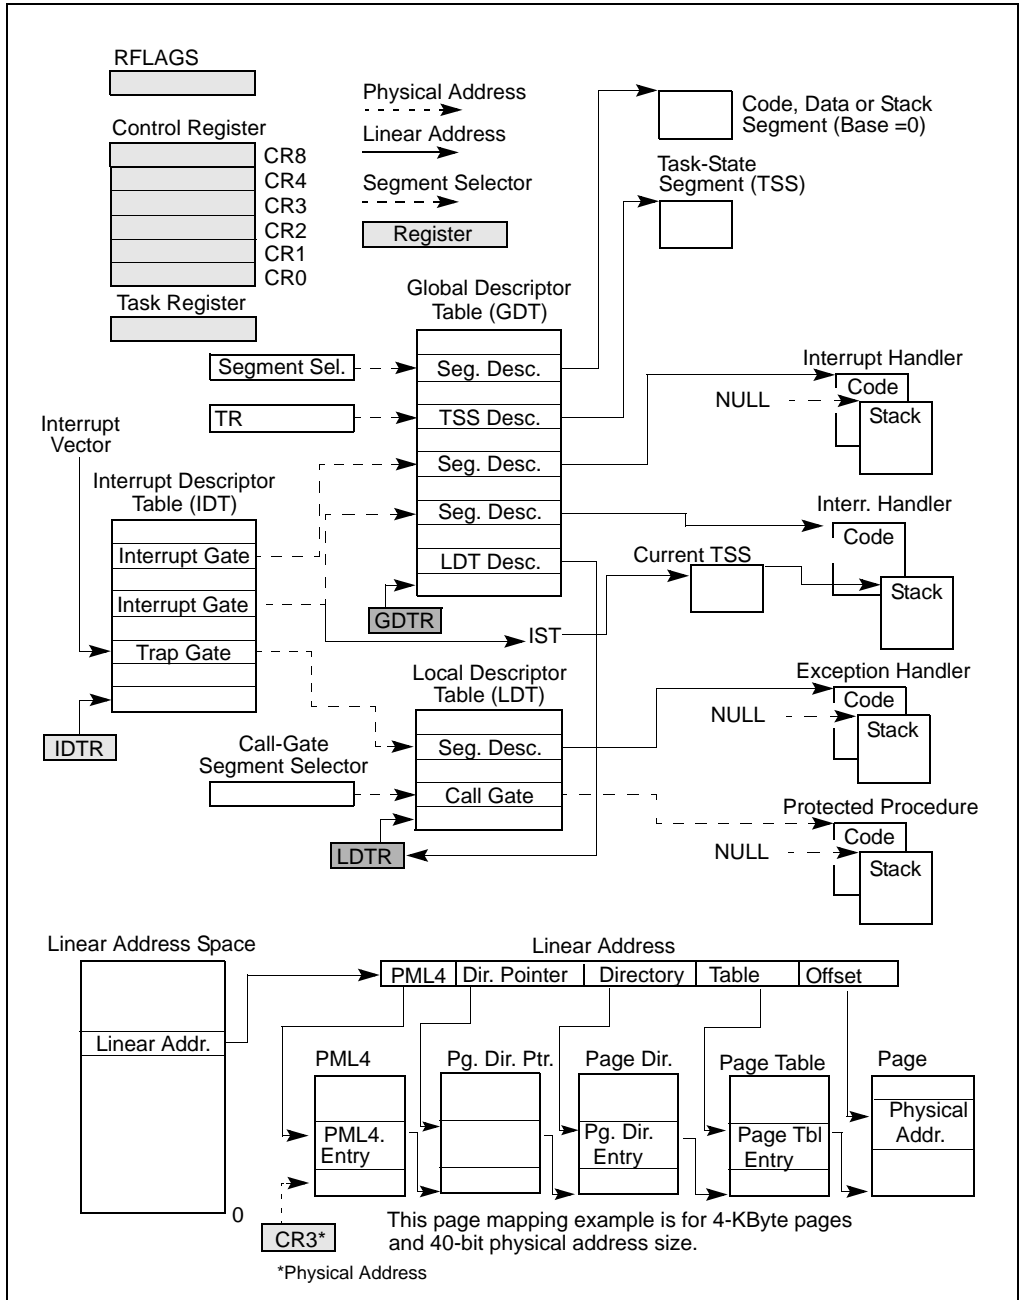 RFLAGS
Control Register
CR8
CR4
CR3
CR2
CR1
CR0
Task Register
Physical Address
Linear Address
Segment Selector
Register
Code, Data or Stack
Segment (Base =0)
Task-State
Segment (TSS)
Global Descriptor
Table (GDT)
Segment Sel.
Seg. Desc.
TR
TSS Desc.
Seg. Desc.
Seg. Desc.
LDT Desc.
GDTR
Interrupt Handler
Code
NULL
Stack
Interrupt
Vector
Interrupt Descriptor
Table (IDT)
Interrupt Gate
Interrupt Gate
Trap Gate
IDTR
Interr. Handler
Code
Current TSS
Stack
IST
Local Descriptor
Table (LDT)
Seg. Desc.
Call Gate
Call-Gate
Segment Selector
LDTR
Exception Handler
Code
NULL
Stack
Protected Procedure
Code
NULL
Stack
Linear Address Space
Linear Addr.
0
Linear Address
PML4 Dir. Pointer Directory Table Offset
PML4
Pg. Dir. Ptr.
Page Dir.
Page Table
Page
PML4.
Entry
Pg. Dir.
Entry
Page Tbl
Entry
Physical
Addr.
CR3*
This page mapping example is for 4-KByte pages
and 40-bit physical address size.
*Physical Address